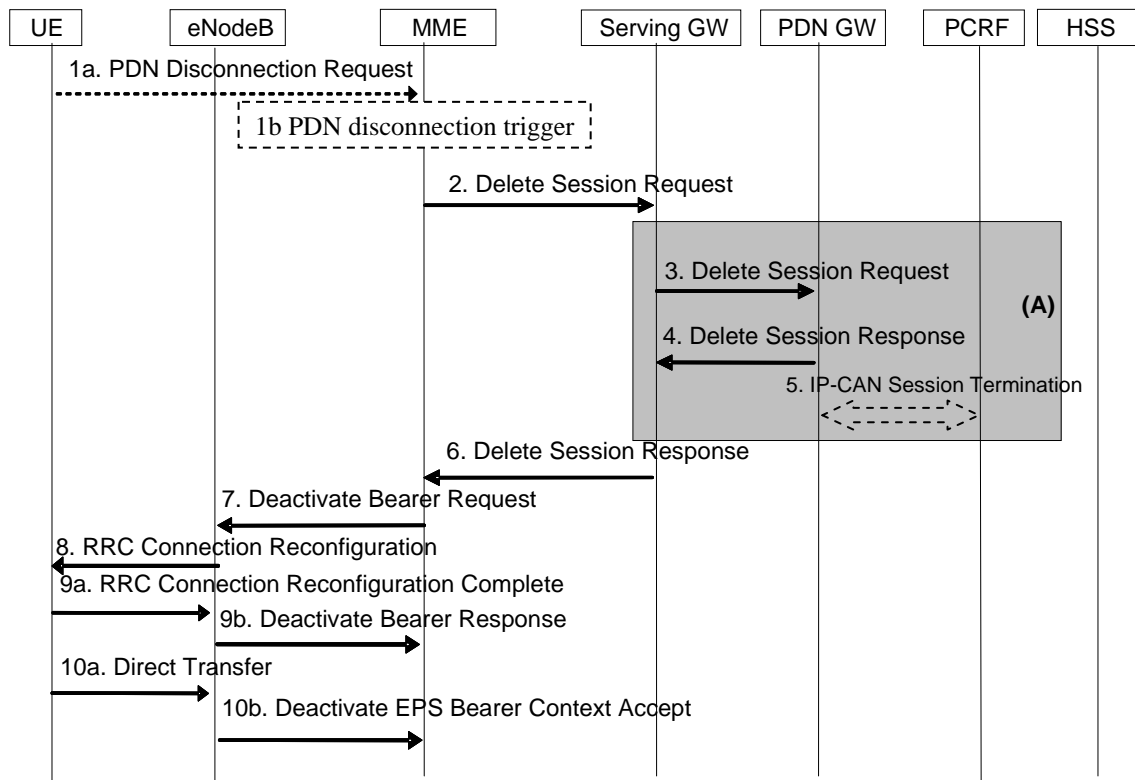 UE
eNodeB
MME
Serving GW
PDN GW
PCRF
HSS
1a. PDN Disconnection Request
1b PDN disconnection trigger
2. Delete Session Request
3. Delete Session Request
(A)
4. Delete Session Response
5. IP-CAN Session Termination
6. Delete Session Response
7. Deactivate Bearer Request
8. RRC Connection Reconfiguration
9a. RRC Connection Reconfiguration Complete
9b. Deactivate Bearer Response
10a. Direct Transfer
10b. Deactivate EPS Bearer Context Accept